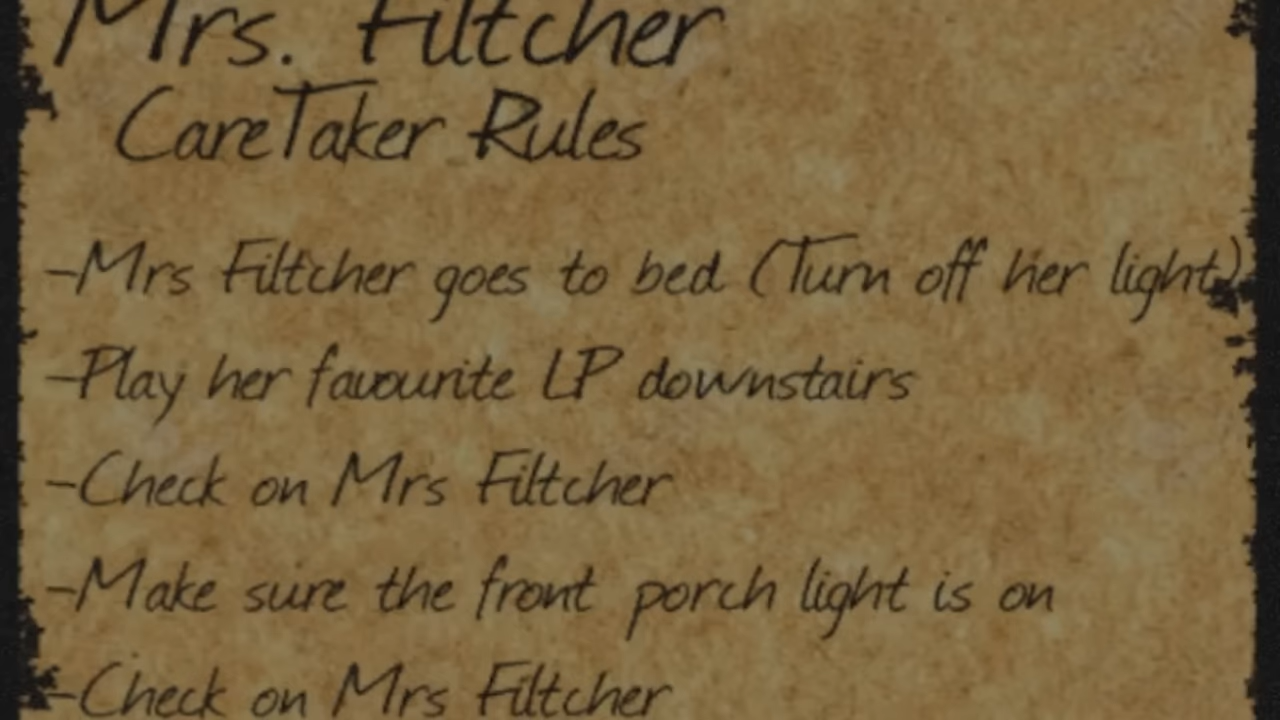 Mrs. Filtcher
CareTaker Rules
-Mrs Filtcher goes to bed (Turn off her light)
-Play her favourite LP downstairs
-Check on Mrs Filtcher
-Make sure the front porch light is on
-Check on Mrs Filtcher